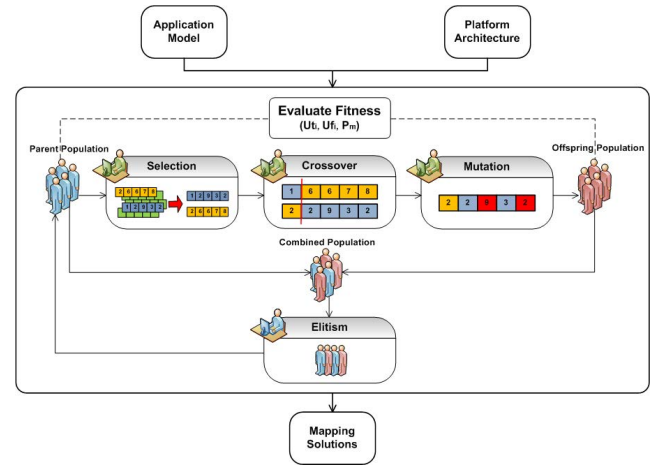 Application
Model
Platform
Architecture
Evaluate Fitness
(Uti, Ufi, Pm)
Parent Population
Offspring Population
Selection
Crossover
Mutation
2 6 6 7 8
1 2 9 3 2
1 2 9 3 2
2 6 6 7 8
1 6 6 7 8
2 2 9 3 2
2 2 3
Combined Population
Elitism
Mapping
Solutions